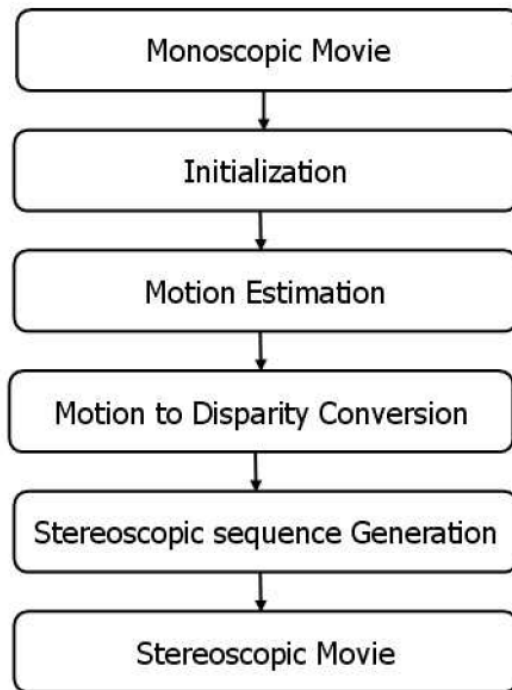 Monoscopic Movie
Initialization
Motion Estimation
Motion to Disparity Conversion
Stereoscopic sequence Generation
Stereoscopic Movie